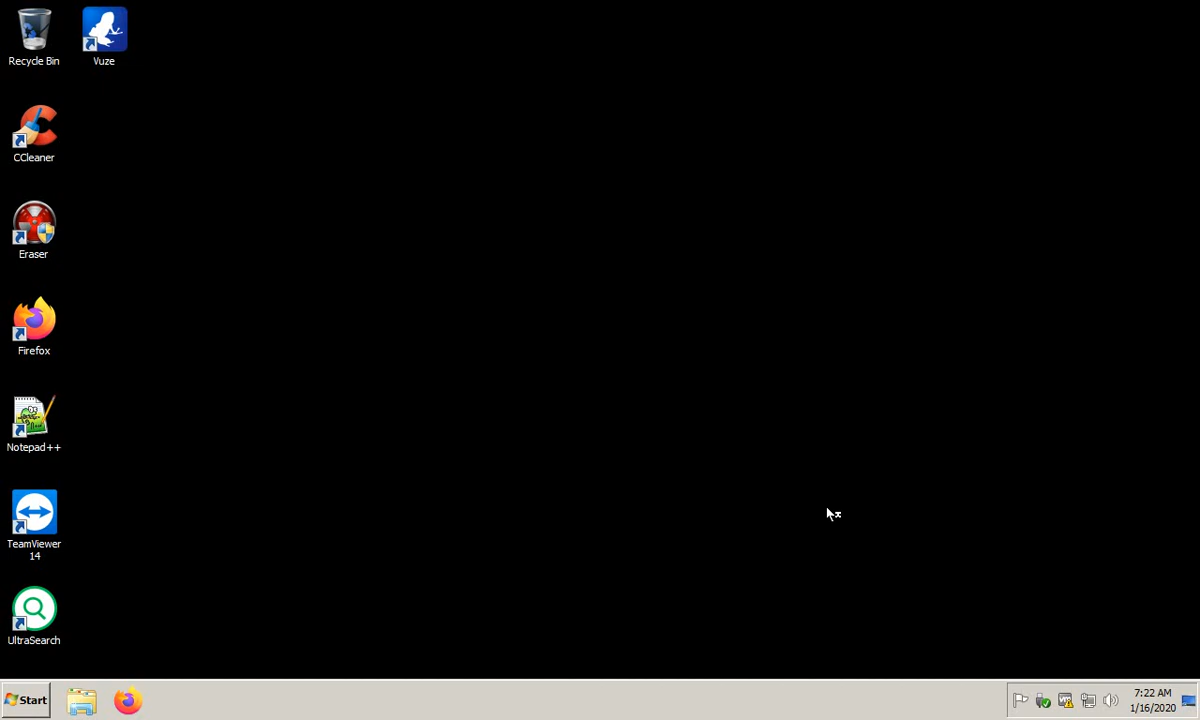 Recycle Bin
Vuze
CCleaner
Eraser
Firefox
Notepad++
TeamViewer
14
UltraSearch
Start
7:22 AM
1/16/2020